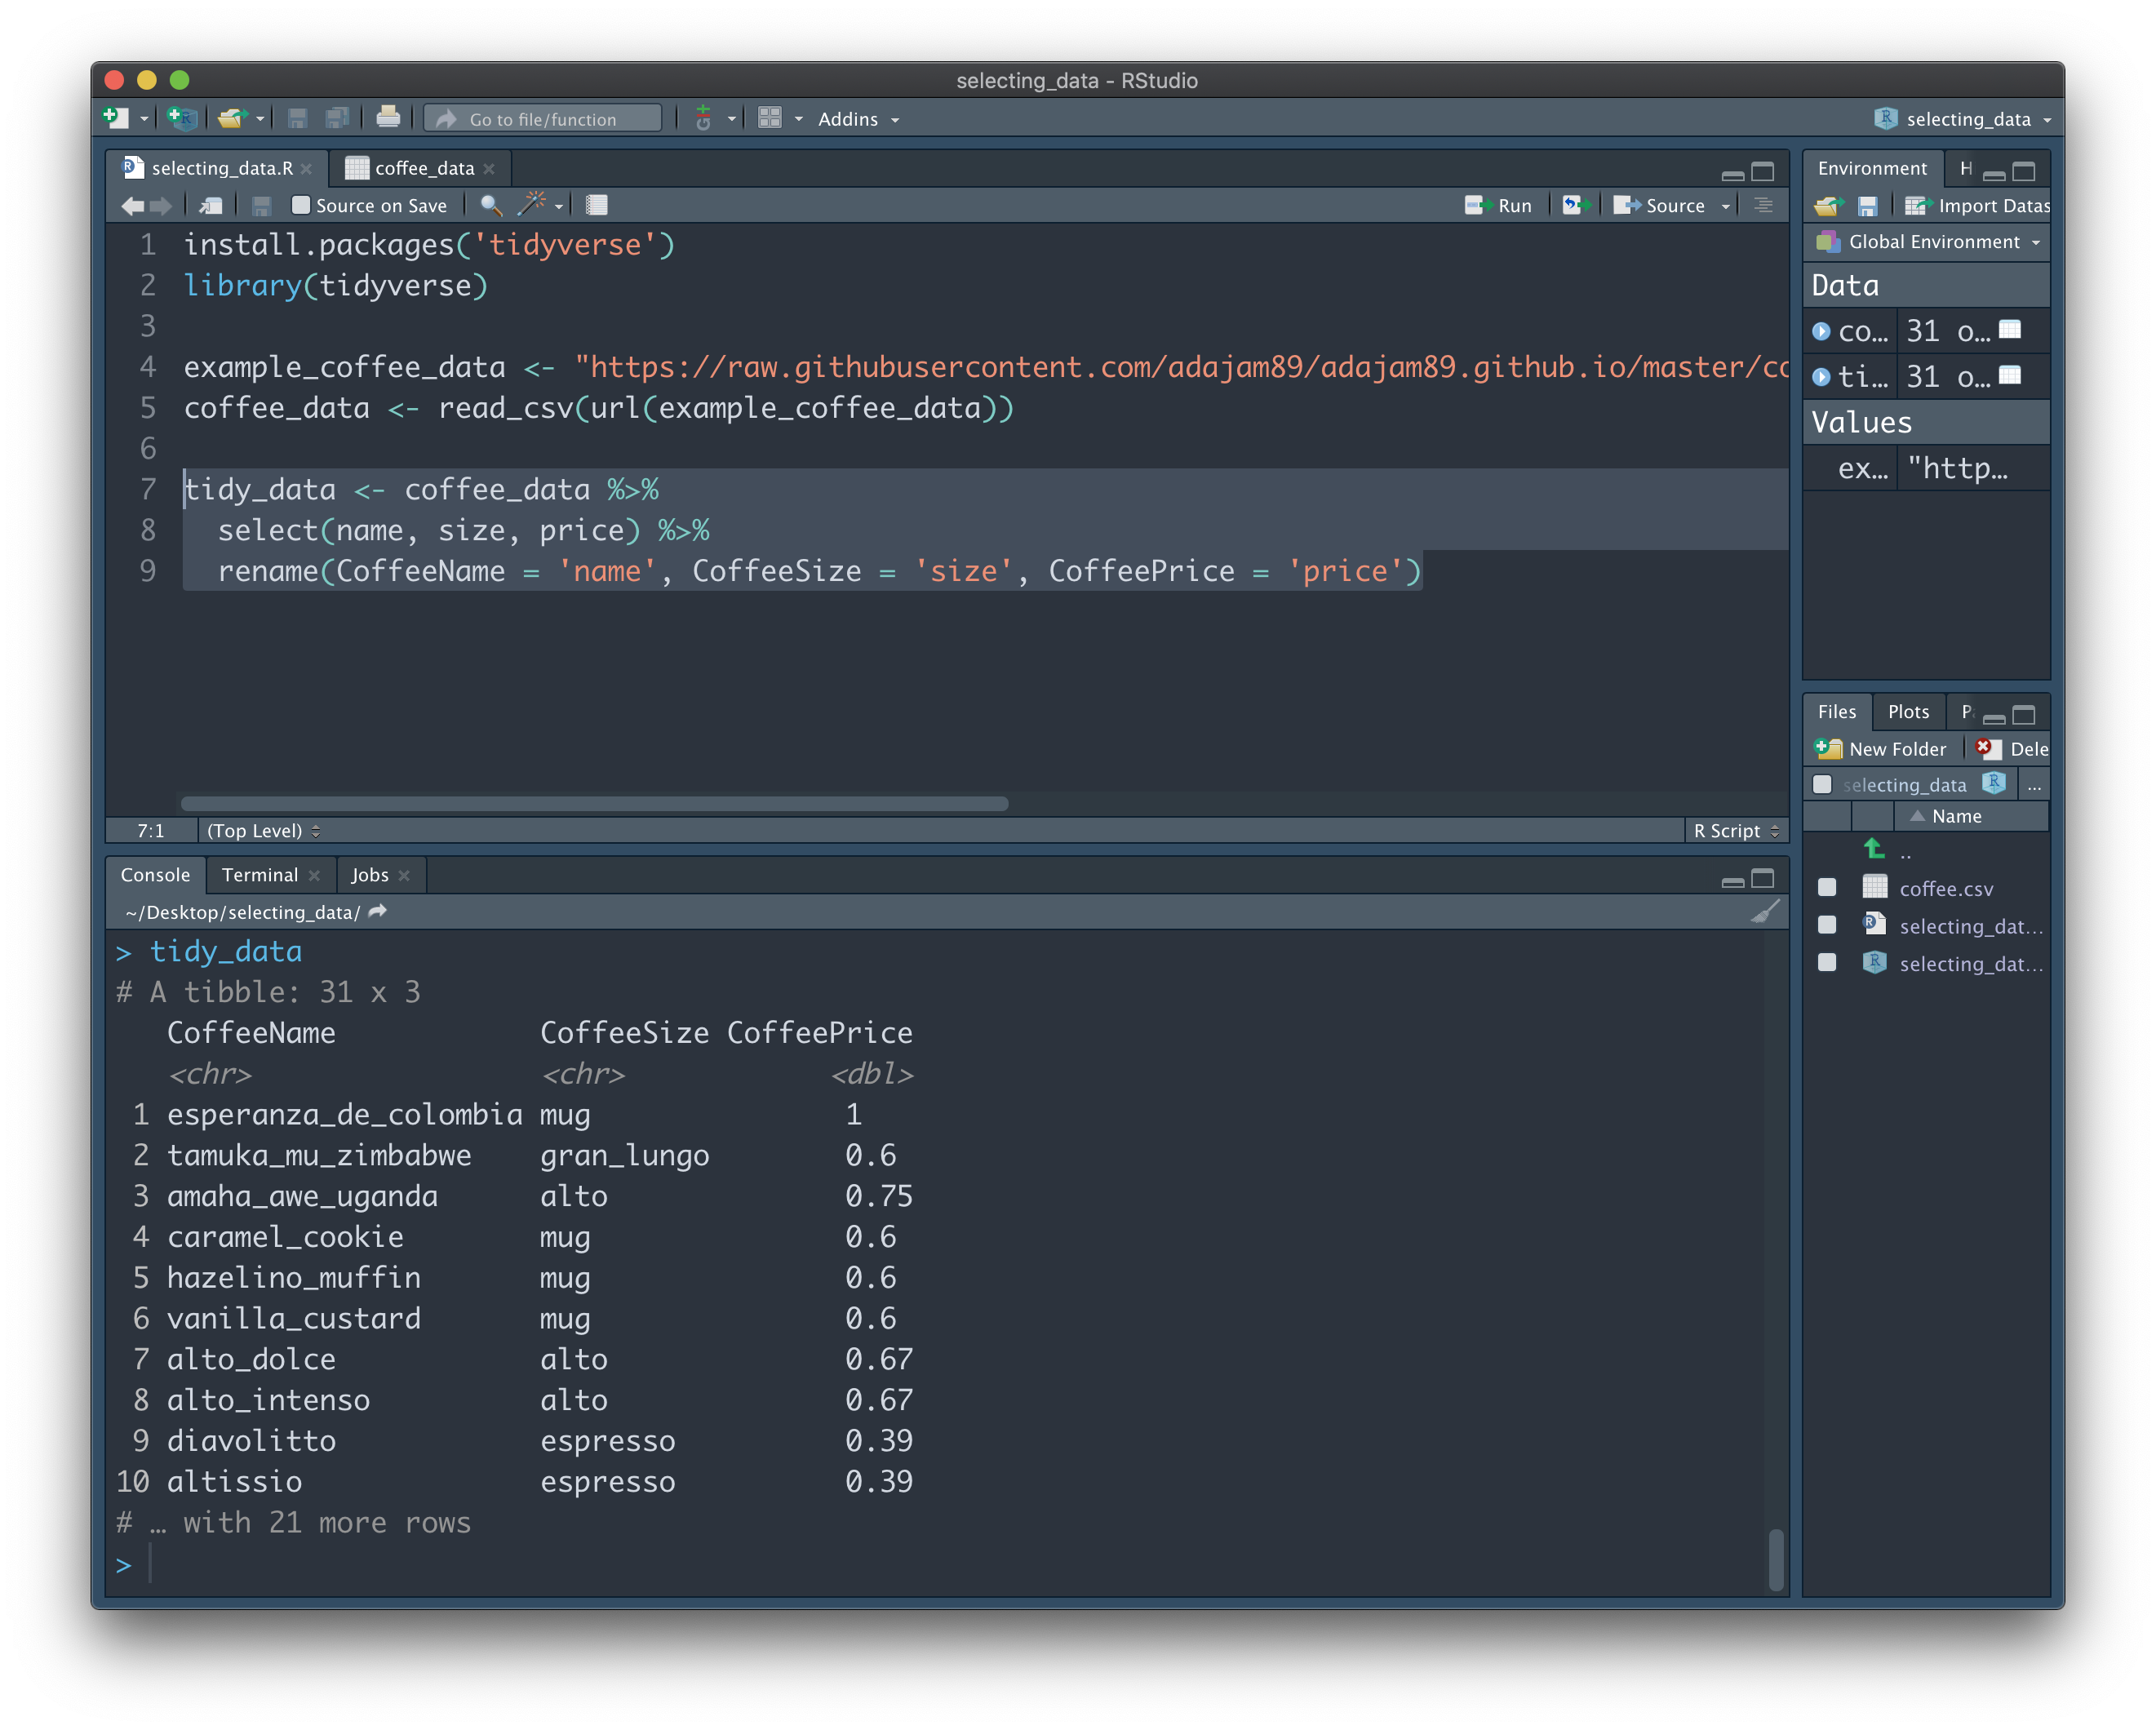 selecting_data - RStudio
Go to file/function
Addins
selecting_data
selecting_data.R
coffee_data
Source on Save
Run
Source
1 install.packages('tidyverse')
2 library(tidyverse)
3
4 example_coffee_data <- "https://raw.githubusercontent.com/adajam89/adajam89.github.io/master/co
5 coffee_data <- read_csv(url(example_coffee_data))
6
7 tidy_data <- coffee_data %>%
8 select(name, size, price) %>%
9 rename(CoffeeName = 'name', CoffeeSize = 'size', CoffeePrice = 'price')
7:1 (Top Level) R Script
Console Terminal Jobs
~/Desktop/selecting_data/
> tidy_data
# A tibble: 31 x 3
CoffeeName CoffeeSize CoffeePrice
<chr> <chr> <dbl>
1 esperanza_de_colombia mug 1
2 tamuka_mu_zimbabwe gran_lungo 0.6
3 amaha_awe_uganda alto 0.75
4 caramel_cookie mug 0.6
5 hazelino_muffin mug 0.6
6 vanilla_custard mug 0.6
7 alto_dolce alto 0.67
8 alto_intenso alto 0.67
9 diavolitto espresso 0.39
10 altissio espresso 0.39
# … with 21 more rows
>
Environment H
Import Datas
Global Environment
Data
co… 31 o…
ti… 31 o…
Values
ex… "http…
Files Plots P
New Folder Dele
selecting_data ...
Name
..
coffee.csv
selecting_dat...
selecting_dat...